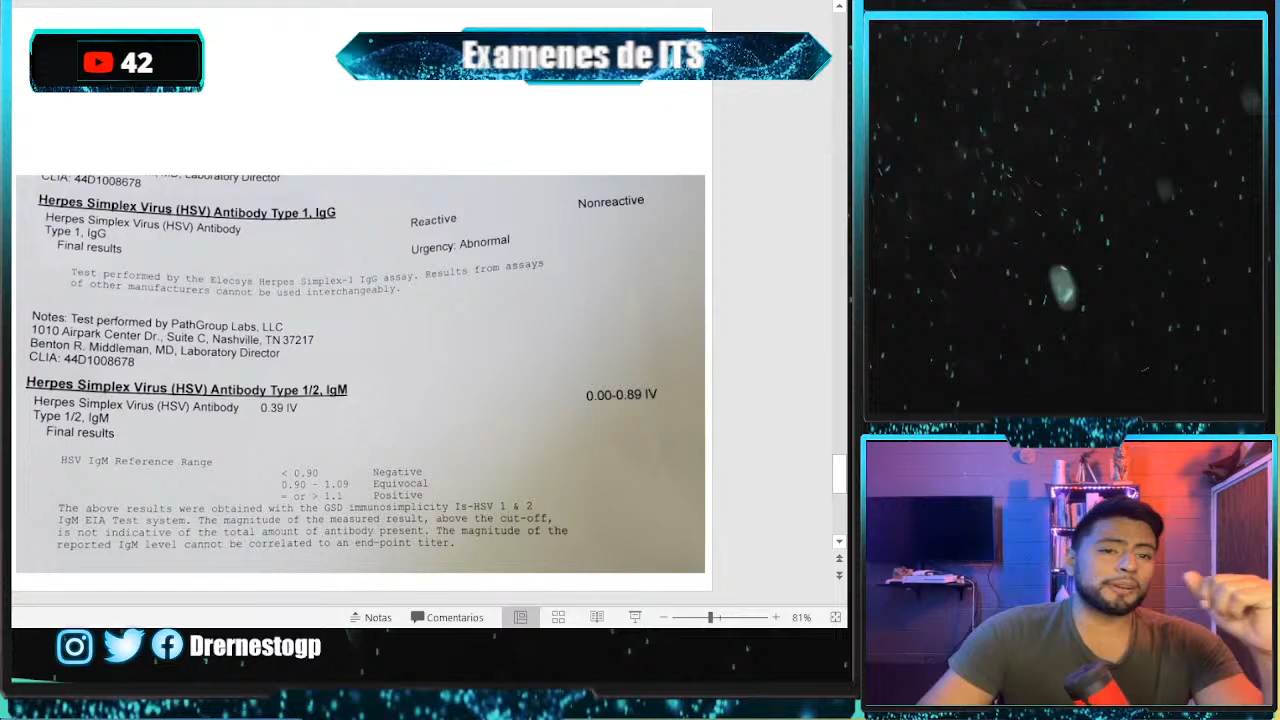 42
Examenes de ITS
CLIA: 44D1008678
MD, Laboratory Director
Herpes Simplex Virus (HSV) Antibody Type 1, IgG
Herpes Simplex Virus (HSV) Antibody
Type 1, IgG
Final results
Reactive
Nonreactive
Urgency: Abnormal
Test performed by the Elecsys Herpes Simplex-1 IgG assay. Results from assays
of other manufacturers cannot be used interchangeably.
Notes: Test performed by PathGroup Labs, LLC
1010 Airpark Center Dr., Suite C, Nashville, TN 37217
Benton R. Middleman, MD, Laboratory Director
CLIA: 44D1008678
Herpes Simplex Virus (HSV) Antibody Type 1/2, IgM
Herpes Simplex Virus (HSV) Antibody 0.39 IV 0.00-0.89 IV
Type 1/2, IgM
Final results
HSV IgM Reference Range
< 0.90 Negative
0.90 - 1.09 Equivocal
= or > 1.1 Positive
The above results were obtained with the GSD immunosimplicity Is-HSV 1 & 2
IgM EIA Test system. The magnitude of the measured result, above the cut-off,
is not indicative of the total amount of antibody present. The magnitude of the
reported IgM level cannot be correlated to an end-point titer.
Notas Comentarios 81%
Drernestogp